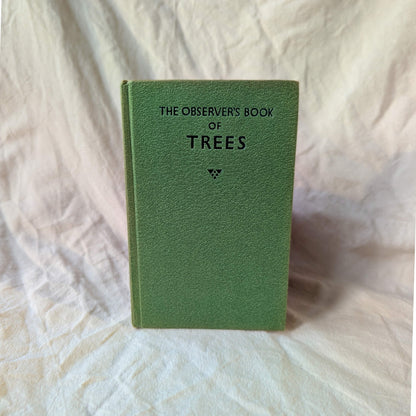 THE OBSERVER'S BOOK
OF
TREES